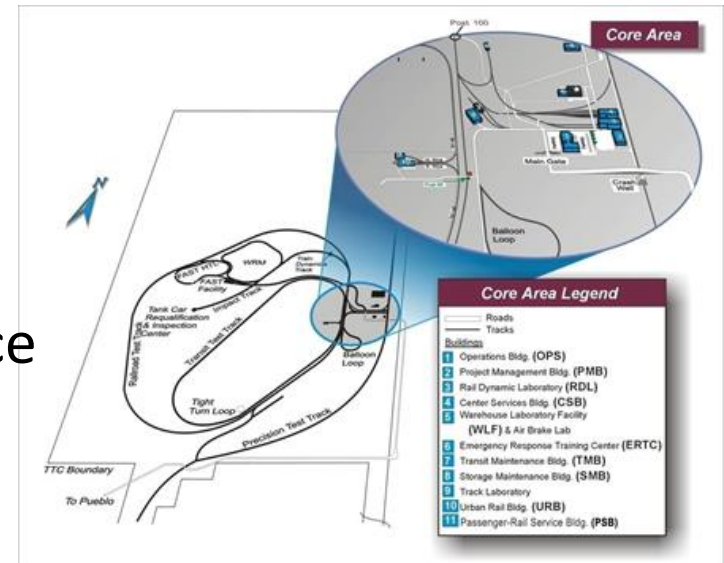 Post 100
Core Area
Main Gate
Crash
Wall
Balloon
Loop
N
FAST HTL
WRM
Train
Dynamics
Track
FAST
Facility
Impact Track
Tank Car
Requalification
& Inspection
Center
Railroad Test Track
Transit Test Track
Balloon
Loop
Tight
Turn Loop
Precision Test Track
TTC Boundary
To Pueblo
ce
Core Area Legend
Roads
Tracks
Buildings
1 Operations Bldg. (OPS)
2 Project Management Bldg. (PMB)
3 Rail Dynamic Laboratory (RDL)
4 Center Services Bldg. (CSB)
5 Warehouse Laboratory Facility
(WLF) & Air Brake Lab
6 Emergency Response Training Center (ERTC)
7 Transit Maintenance Bldg. (TMB)
8 Storage Maintenance Bldg. (SMB)
9 Track Laboratory
10 Urban Rail Bldg. (URB)
11 Passenger-Rail Service Bldg. (PSB)